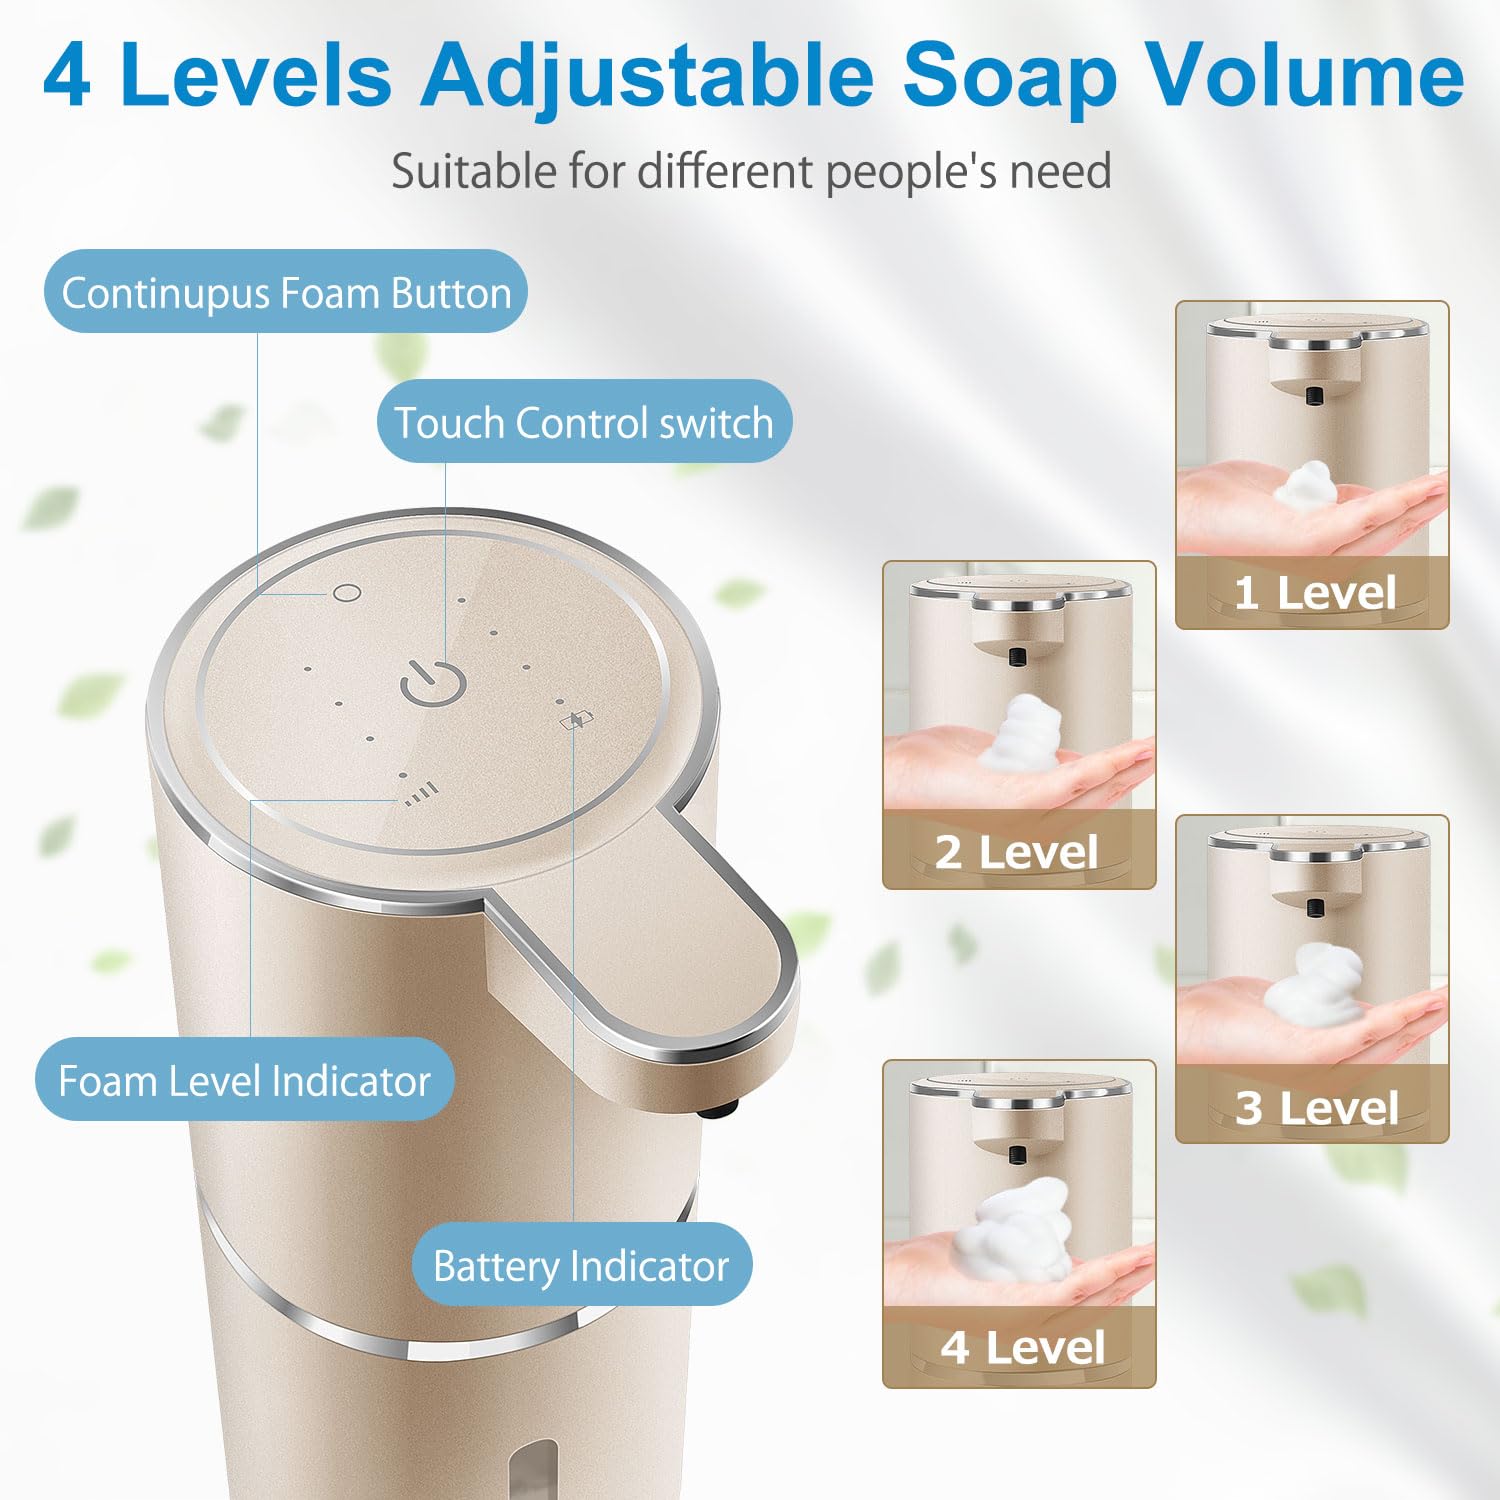 4 Levels Adjustable Soap Volume
Suitable for different people's need
Continupus Foam Button
Touch Control switch
1 Level
2 Level
3 Level
Foam Level Indicator
Battery Indicator
4 Level